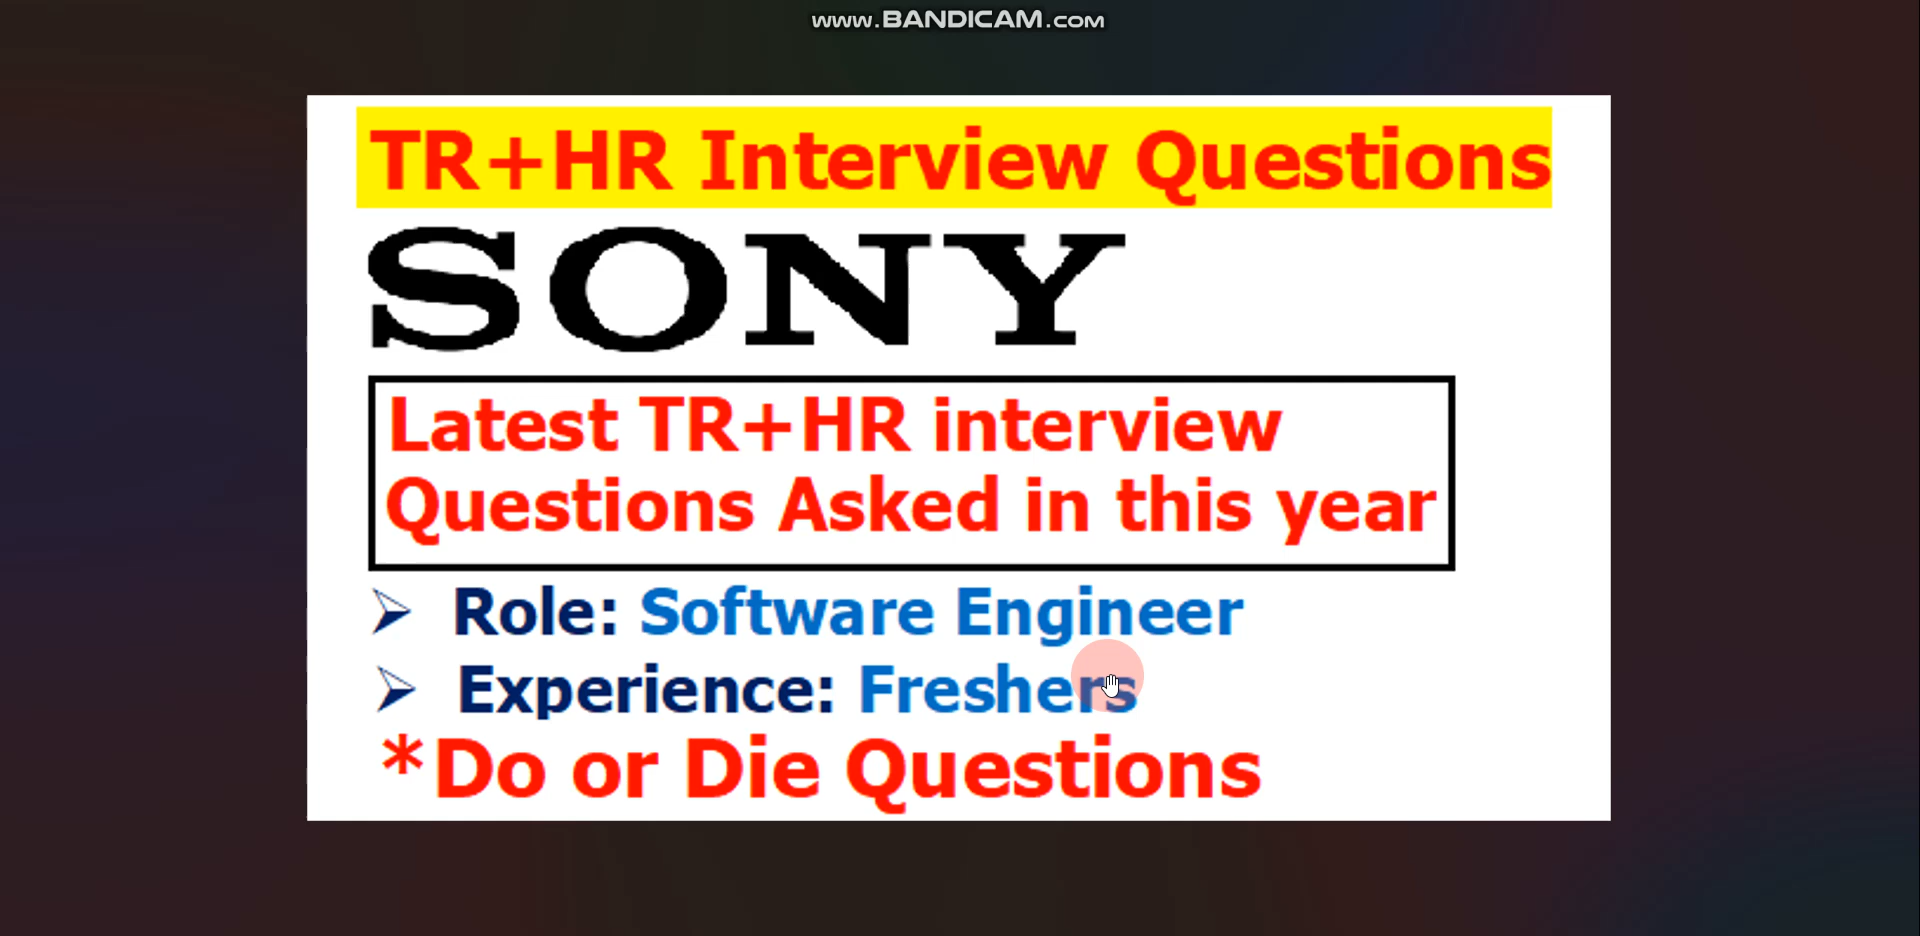 www.BANDICAM.com
TR+HR Interview Questions
SONY
Latest TR+HR interview
Questions Asked in this year
Role: Software Engineer
Experience: Freshers
*Do or Die Questions